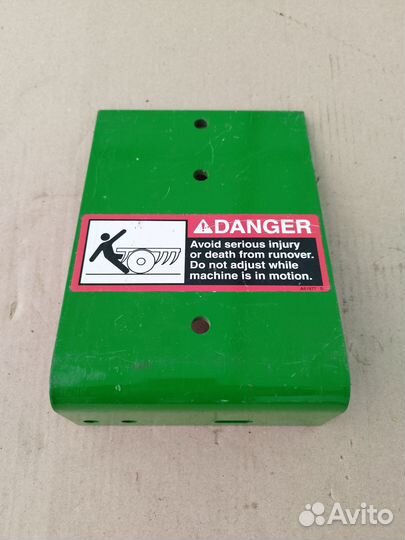 DANGER
Avoid serious injury
or death from runover.
Do not adjust while
machine is in motion.
Avito